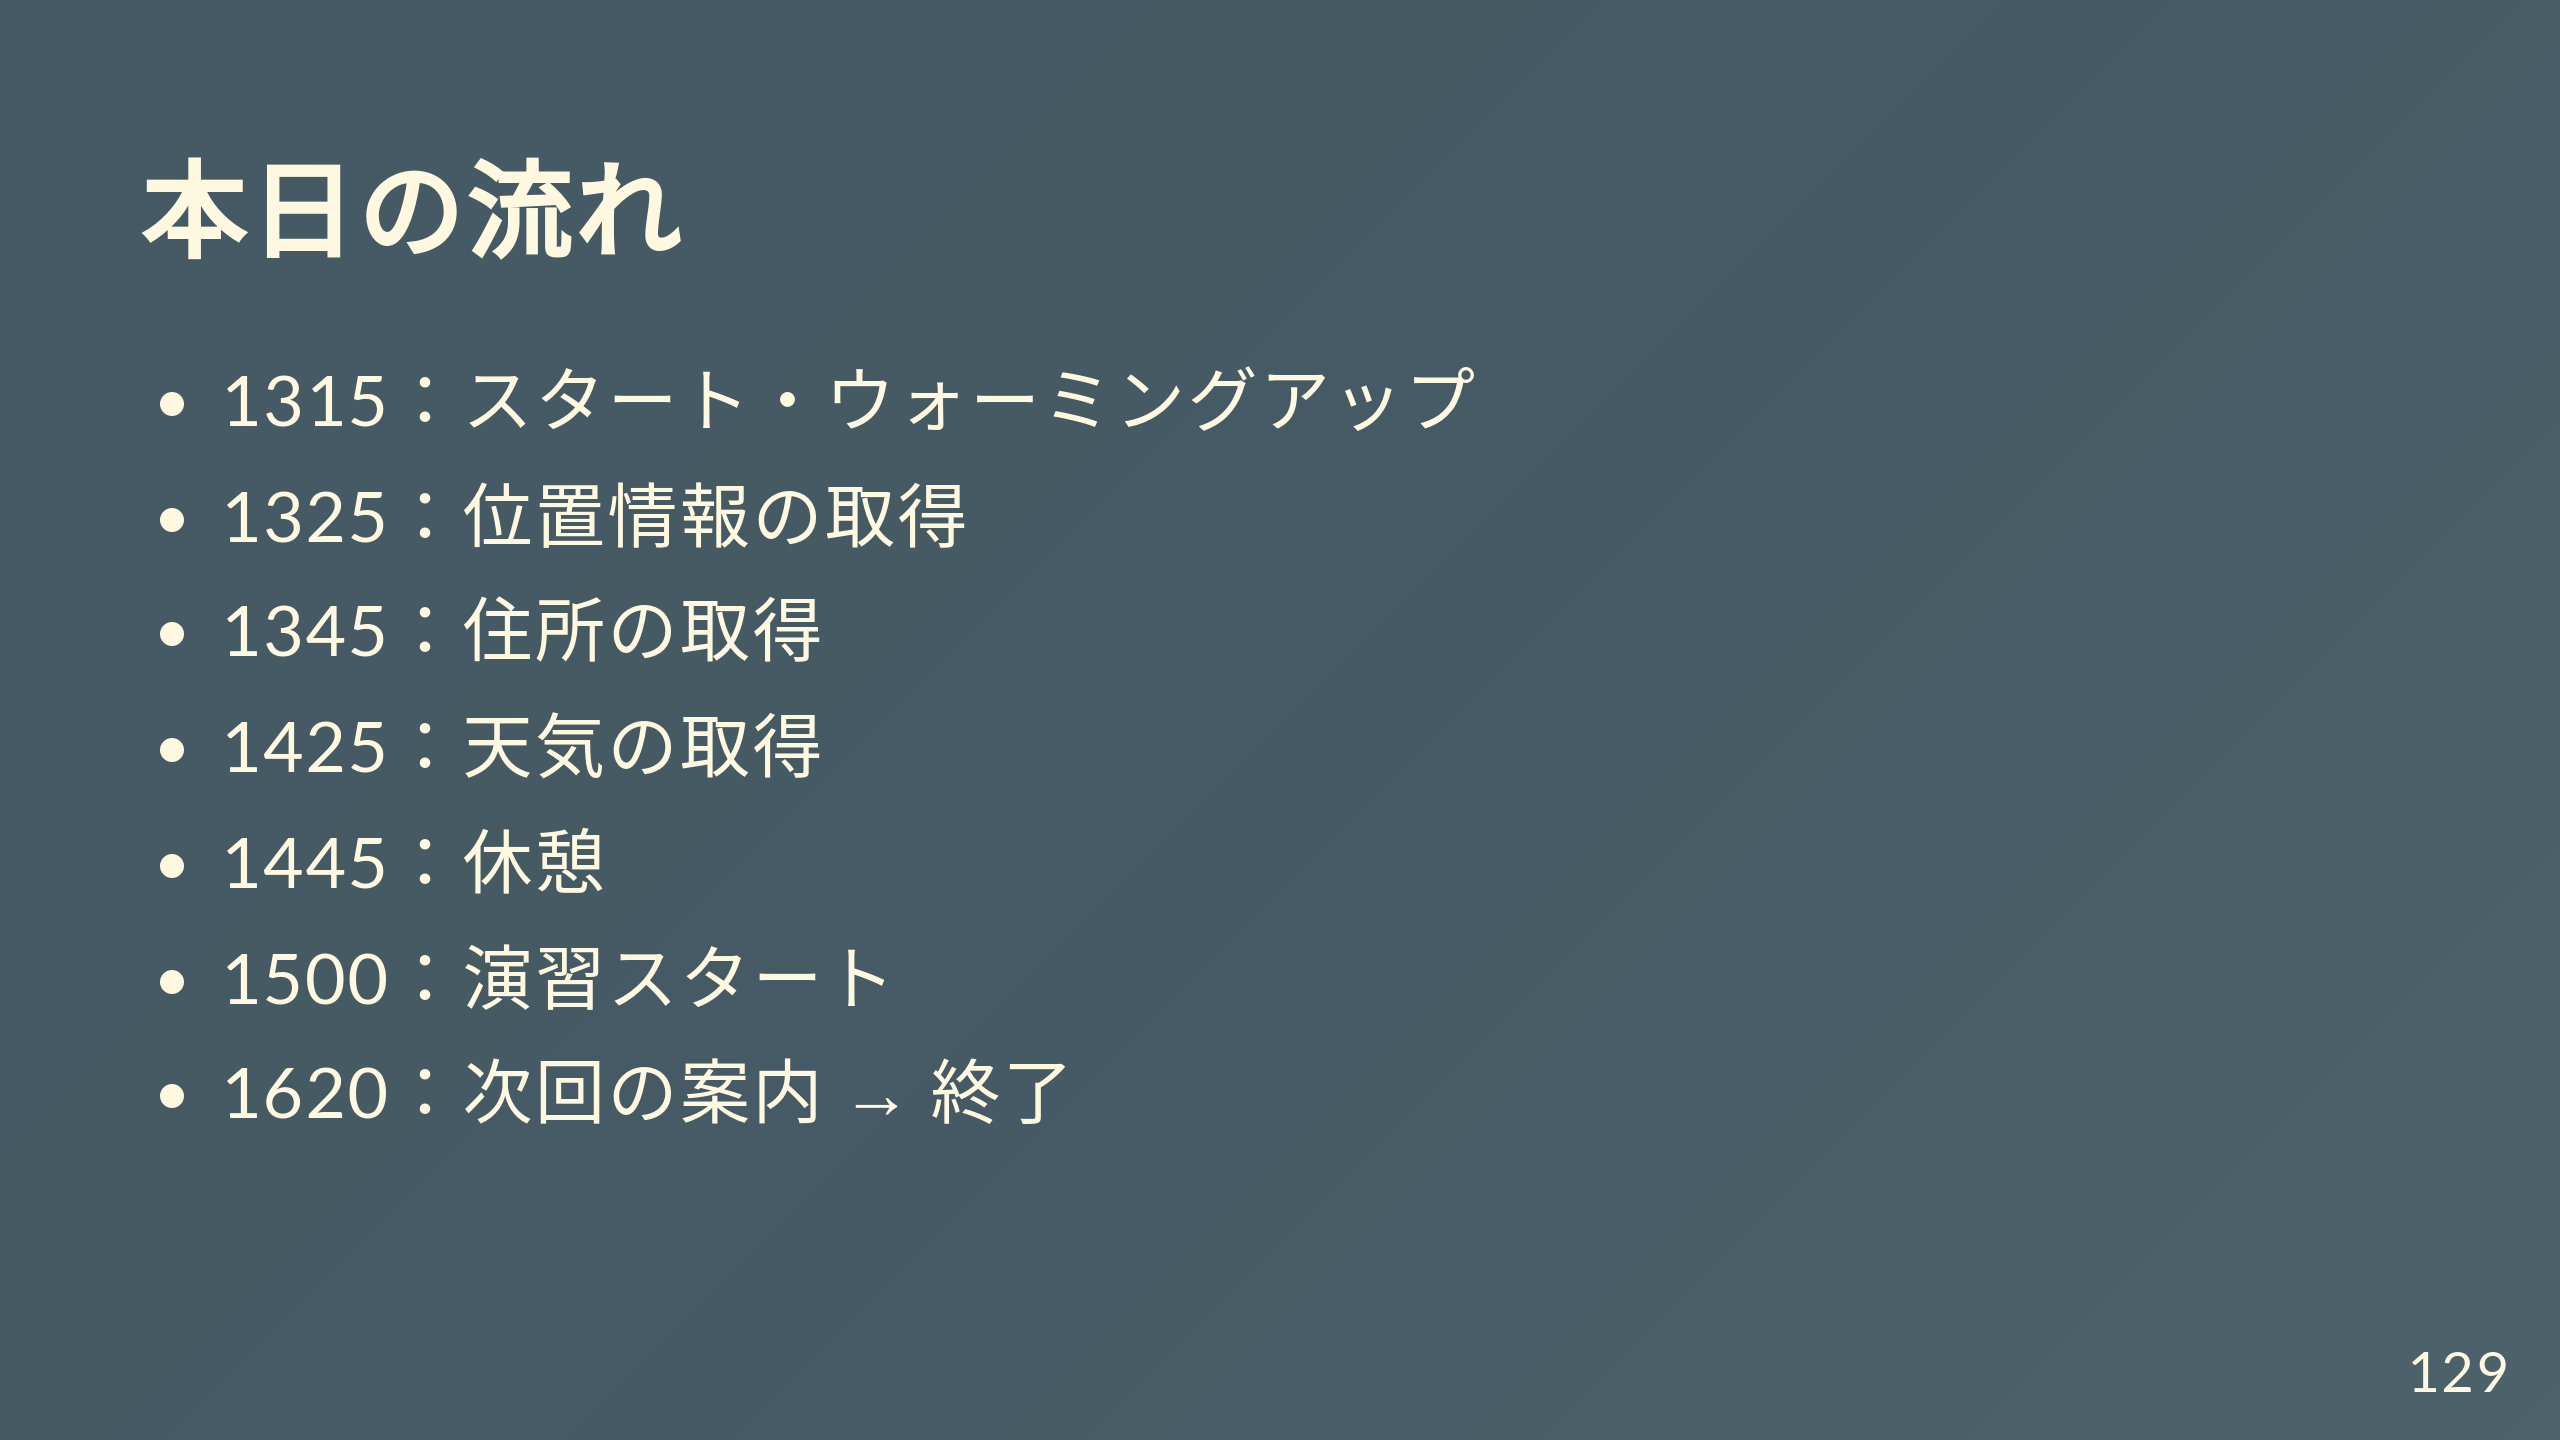 本日の流れ
• 1315：スタート・ウォーミングアップ
• 1325：位置情報の取得
• 1345：住所の取得
• 1425：天気の取得
• 1445：休憩
• 1500：演習スタート
• 1620：次回の案内 → 終了
129